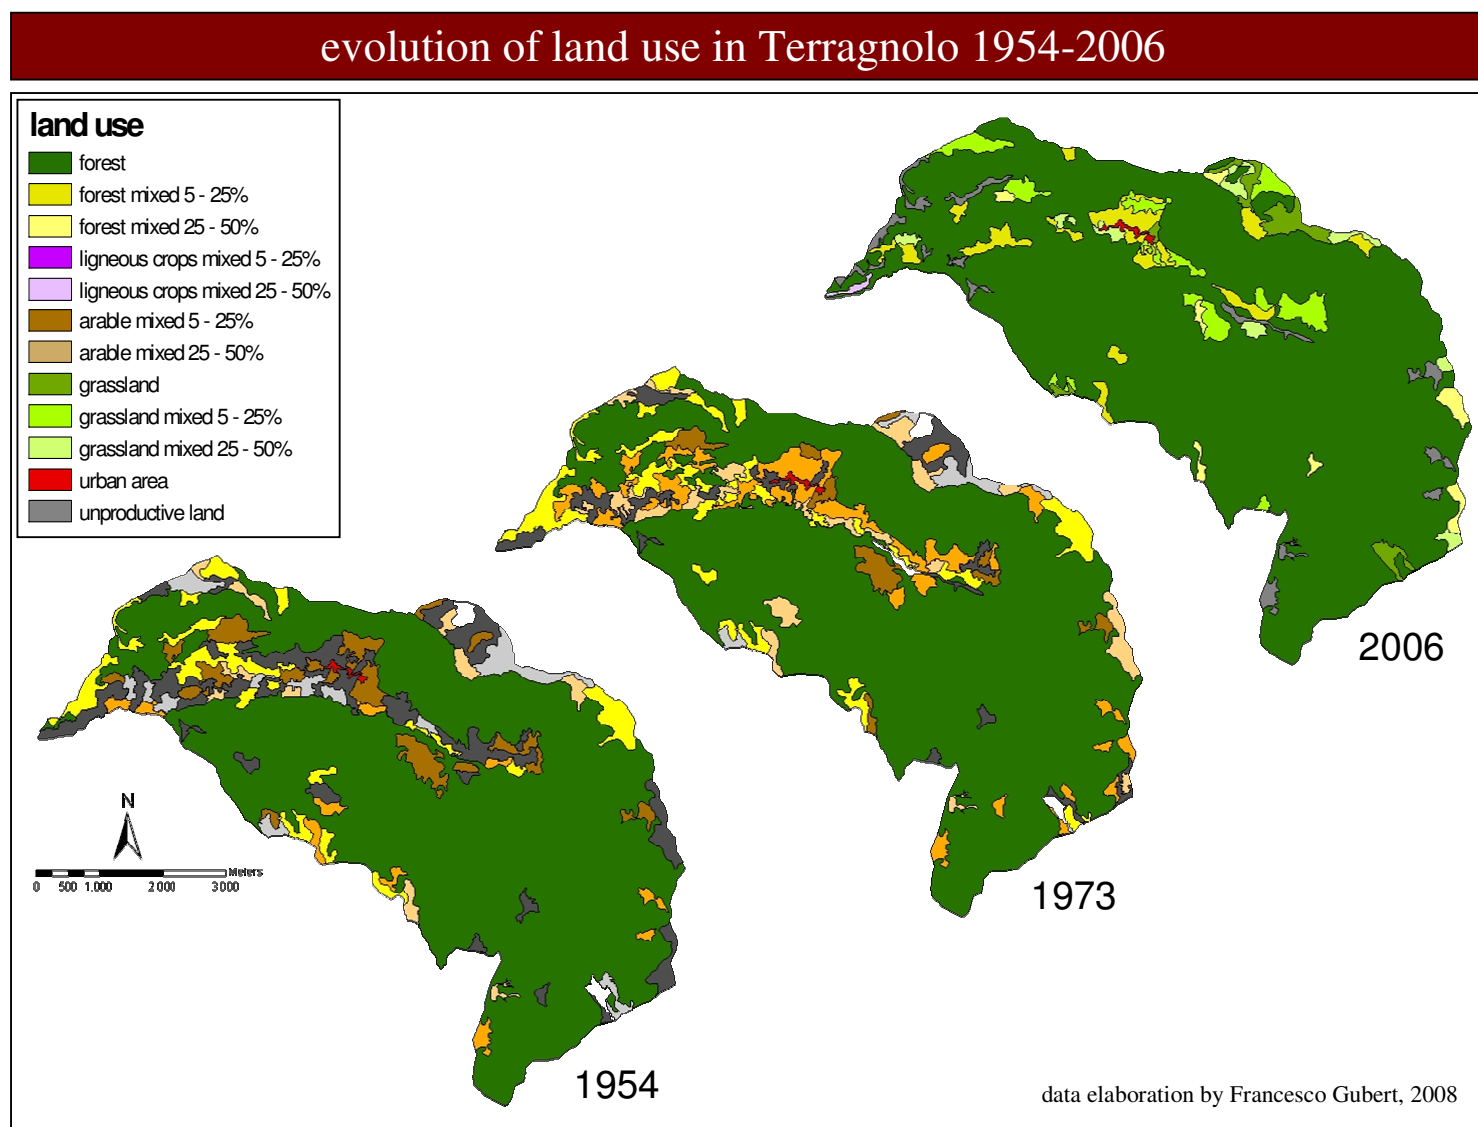 evolution of land use in Terragnolo 1954-2006
land use
forest
forest mixed 5 - 25%
forest mixed 25 - 50%
ligneous crops mixed 5 - 25%
ligneous crops mixed 25 - 50%
arable mixed 5 - 25%
arable mixed 25 - 50%
grassland
grassland mixed 5 - 25%
grassland mixed 25 - 50%
urban area
unproductive land
2006
1973
1954
N
Meters
0 500 1.000 2 000 3 000
data elaboration by Francesco Gubert, 2008